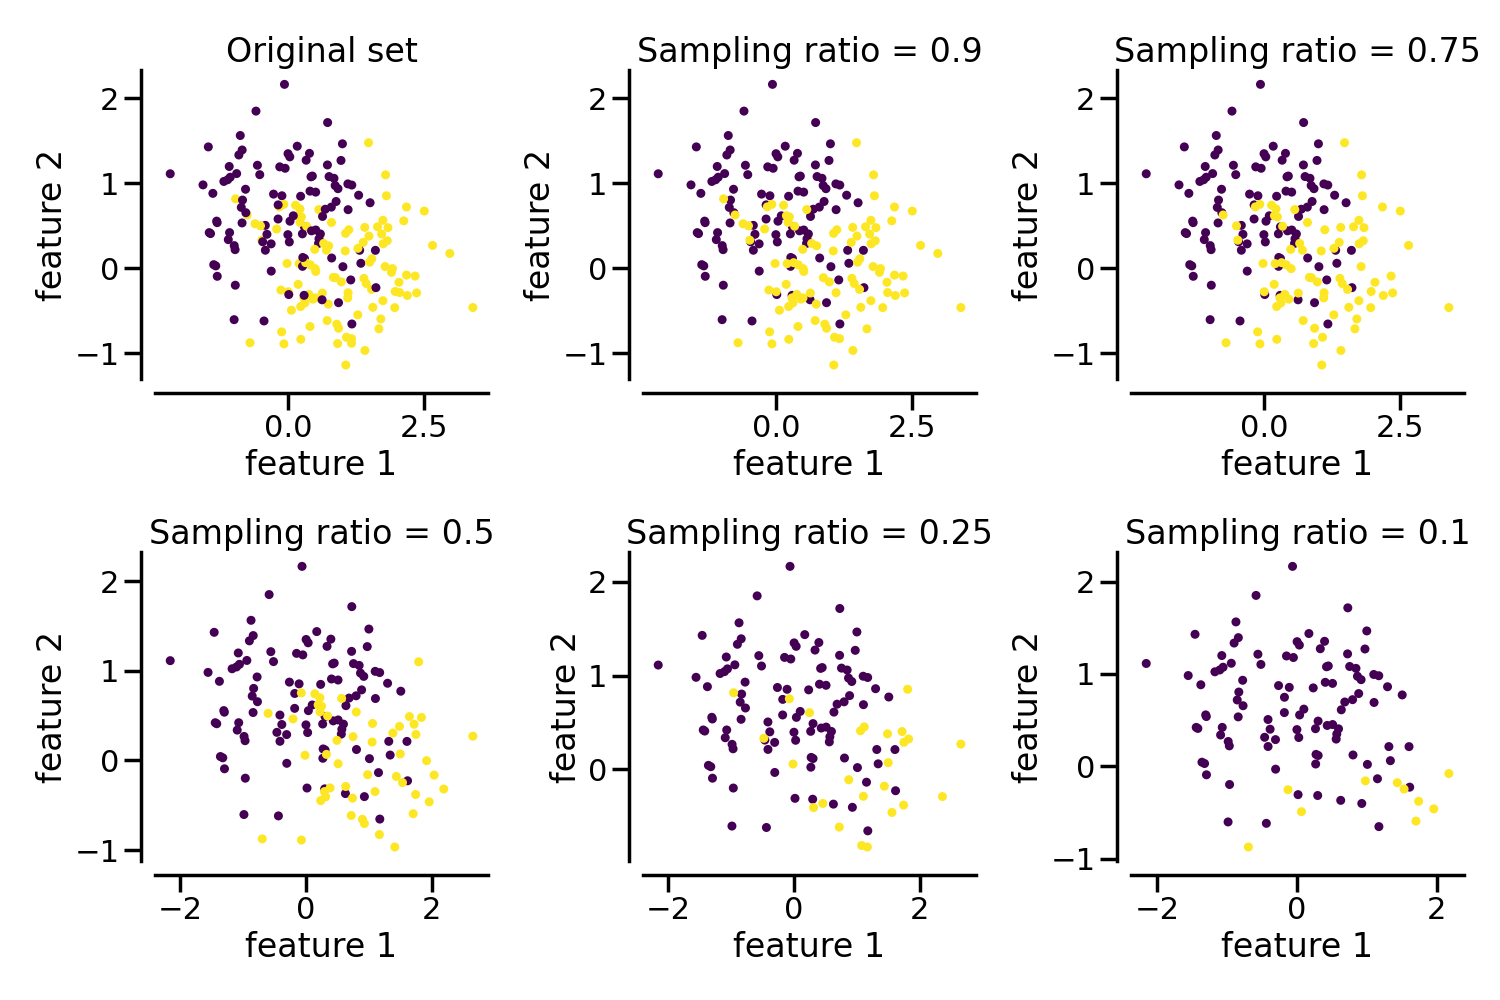 Original set
Sampling ratio = 0.9
Sampling ratio = 0.75
feature 2
2
1
0
−1
0.0
2.5
feature 1
feature 2
2
1
0
−1
0.0
2.5
feature 1
feature 2
2
1
0
−1
0.0
2.5
feature 1
Sampling ratio = 0.5
Sampling ratio = 0.25
Sampling ratio = 0.1
feature 2
2
1
0
−1
−2
0
2
feature 1
feature 2
2
1
0
−2
0
2
feature 1
feature 2
2
1
0
−1
−2
0
2
feature 1